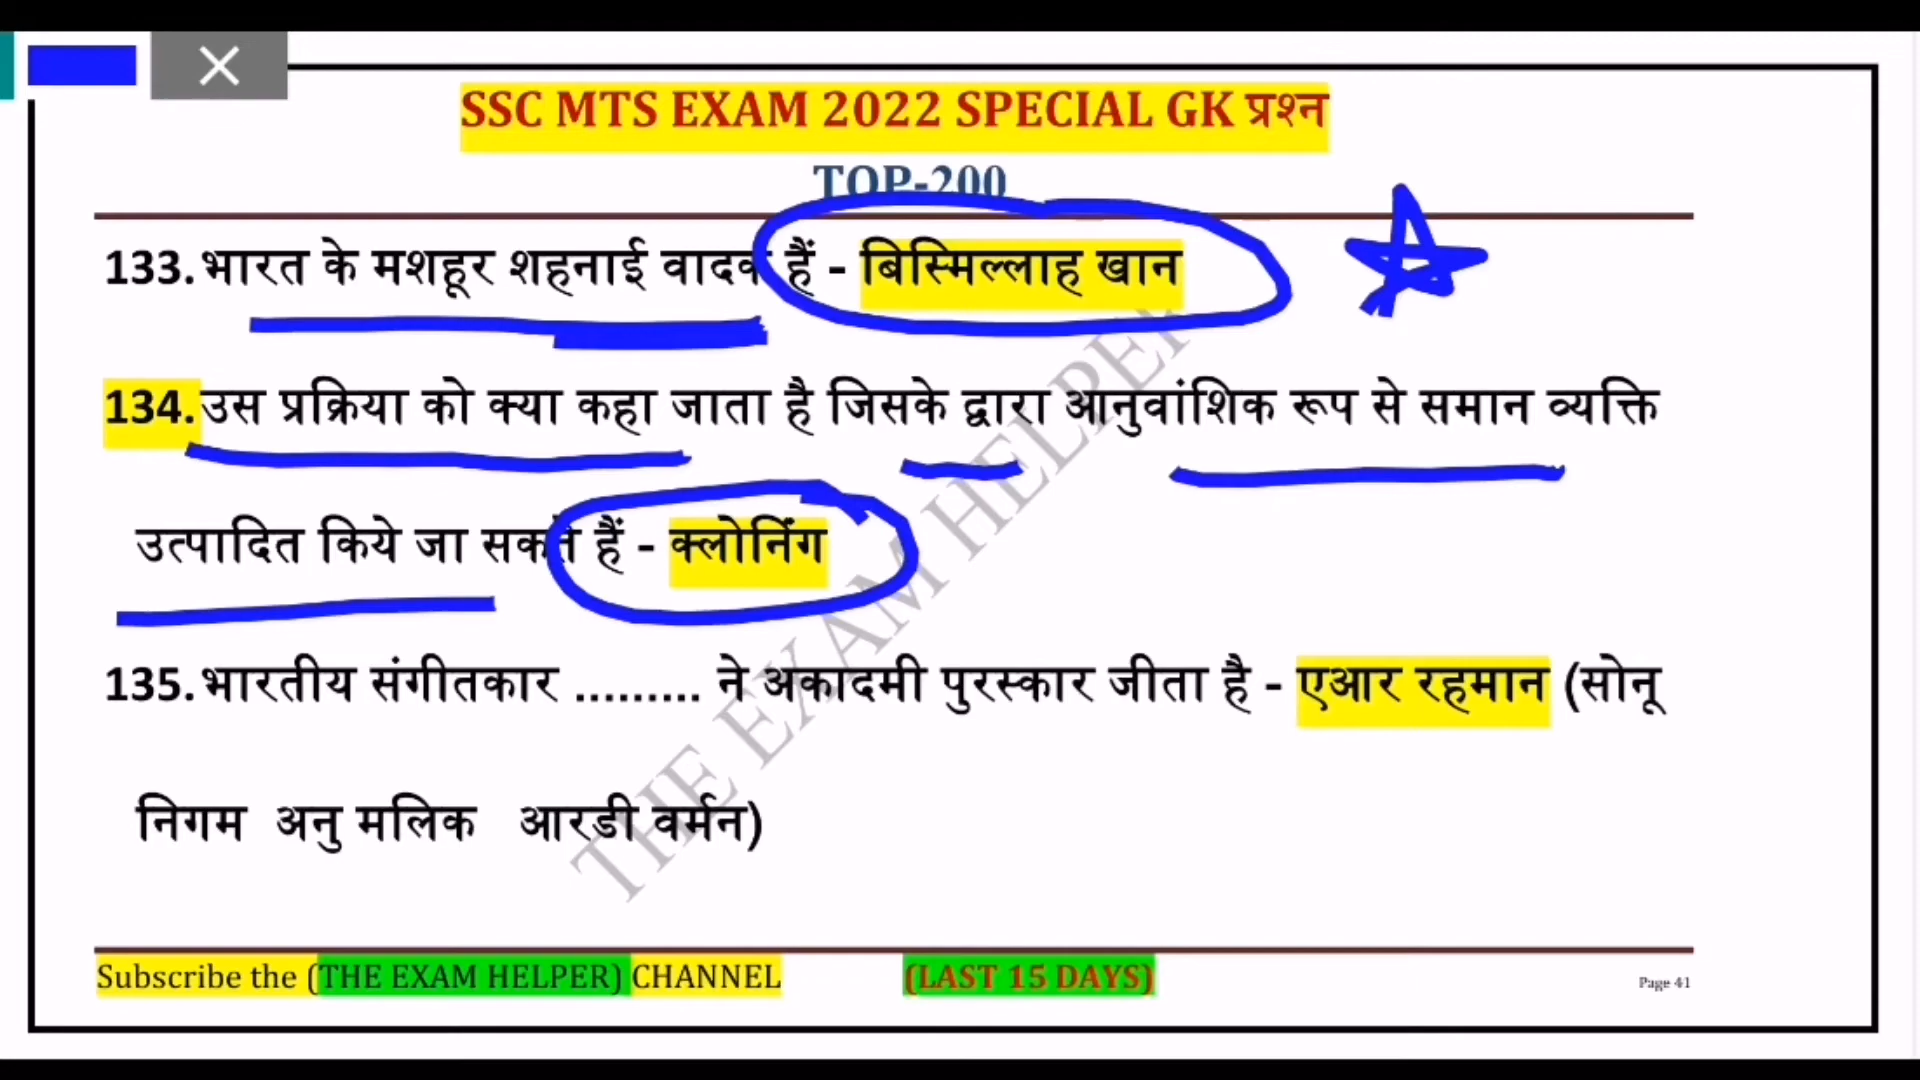 SSC MTS EXAM 2022 SPECIAL GK प्रश्न
TOP-200
133. भारत के मशहूर शहनाई वादक हैं - बिस्मिल्लाह खान
134. उस प्रक्रिया को क्या कहा जाता है जिसके द्वारा आनुवांशिक रूप से समान व्यक्ति
उत्पादित किये जा सकते हैं - क्लोनिंग
135. भारतीय संगीतकार ......... ने अकादमी पुरस्कार जीता है - एआर रहमान (सोनू
निगम अनु मलिक आरडी वर्मन)
THE EXAM HELPER
Subscribe the (THE EXAM HELPER) CHANNEL (LAST 15 DAYS)
Page 41